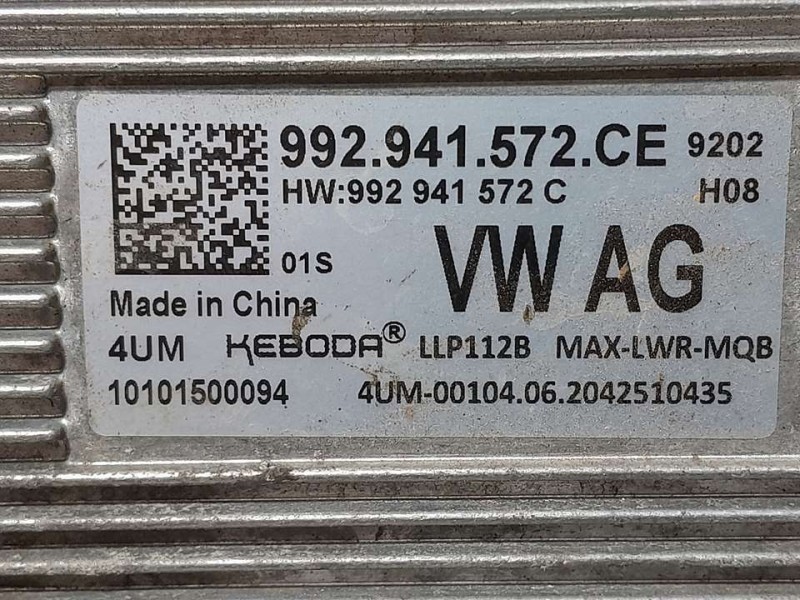 992.941.572.CE 9202
HW:992 941 572 C H08
01S VW AG
Made in China
4UM KEBODA® LLP112B MAX-LWR-MQB
10101500094 4UM-00104.06.2042510435